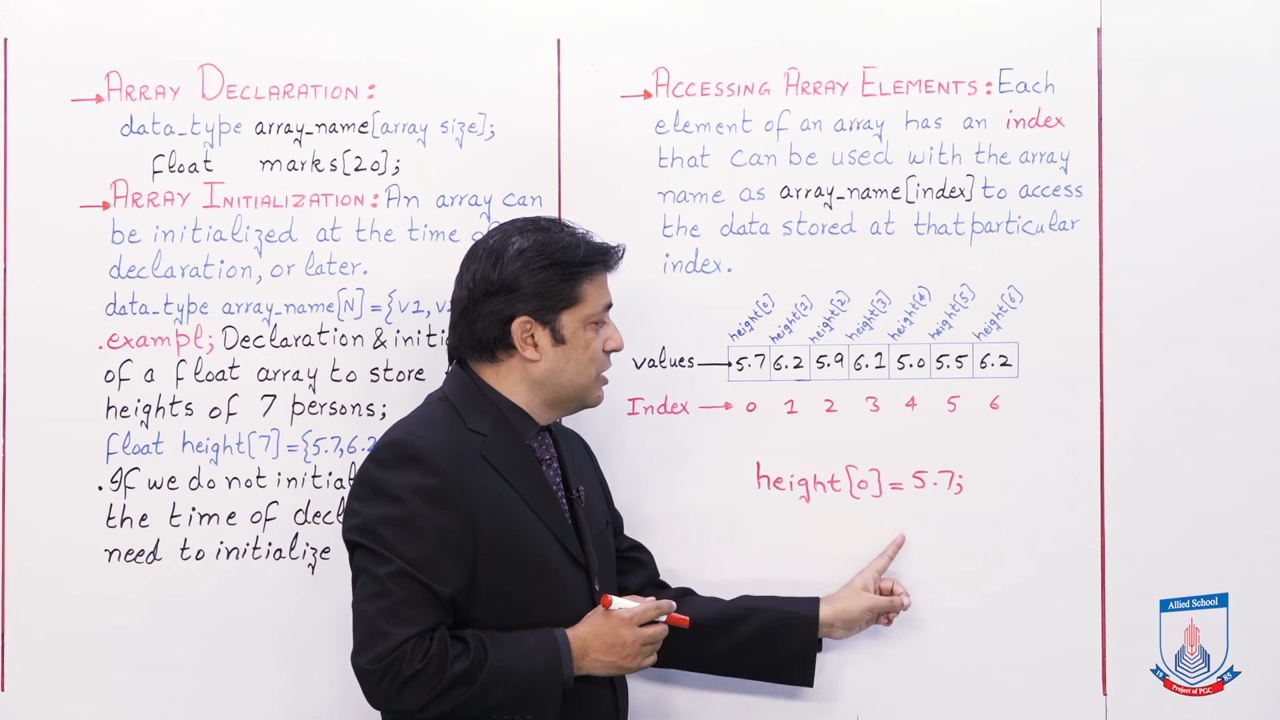 →ARRAY DECLARATION:
data_type array_name[array size];
float marks[20];
→ARRAY INITIALIZATION: An array can
be initialized at the time
declaration, or later.
data_type array_name[N] = {v1,
.exampl; Declaration &
of a float array to store
heights of 7 persons;
float height[7] = {5.7,6.2
.If we do not
the time of
need to initialize
→ACCESSING ARRAY ELEMENTS: Each
element of an array has an index
that can be used with the array
name as array_name[index] to access
the data stored at that particular
index.
height[0] height[1] height[2] height[3] height[4] height[5] height[6]
values→ 5.7 6.2 5.9 6.1 5.0 5.5 6.2
Index → 0 1 2 3 4 5 6
height[0] = 5.7;
Allied School
19 85
Project of PGC